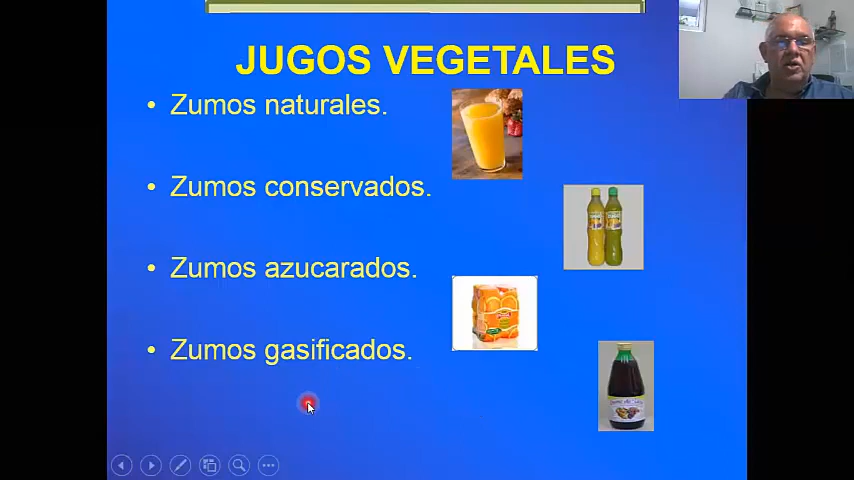 JUGOS VEGETALES
• Zumos naturales.
• Zumos conservados.
• Zumos azucarados.
• Zumos gasificados.